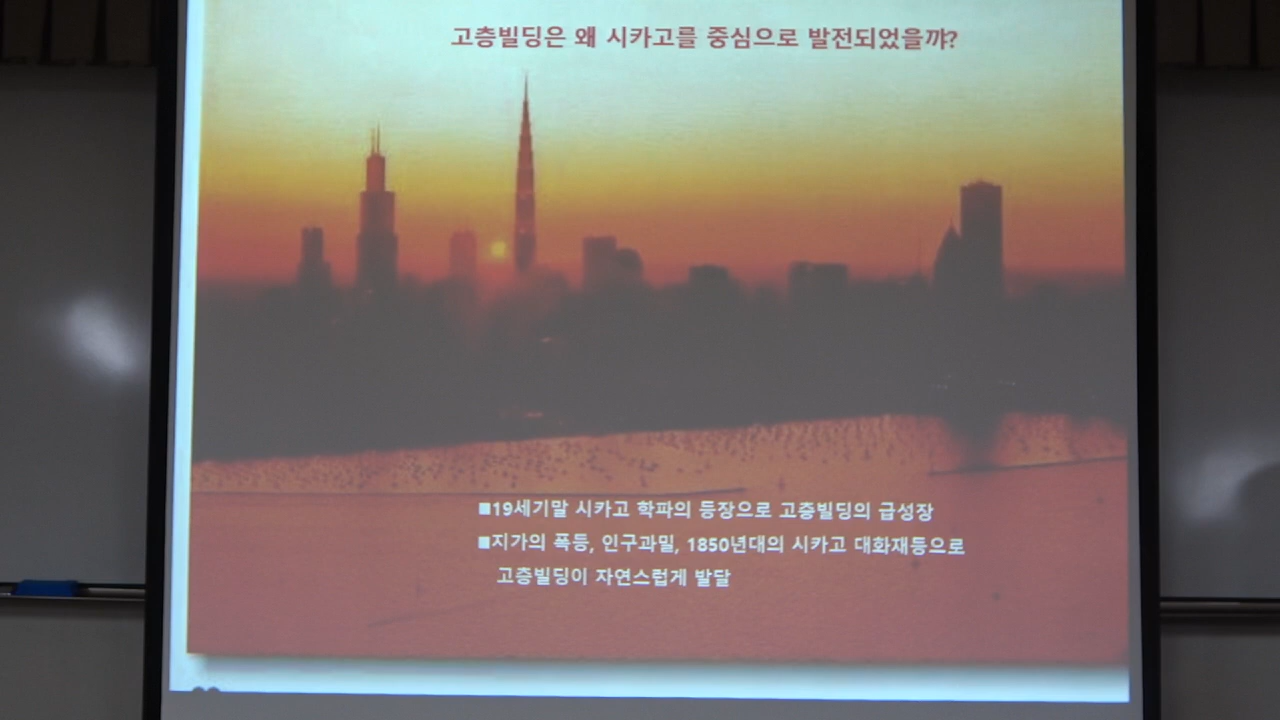 고층빌딩은 왜 시카고를 중심으로 발전되었을까?
■19세기말 시카고 학파의 등장으로 고층빌딩의 급성장
■지가의 폭등, 인구과밀, 1850년대의 시카고 대화재등으로
고층빌딩이 자연스럽게 발달